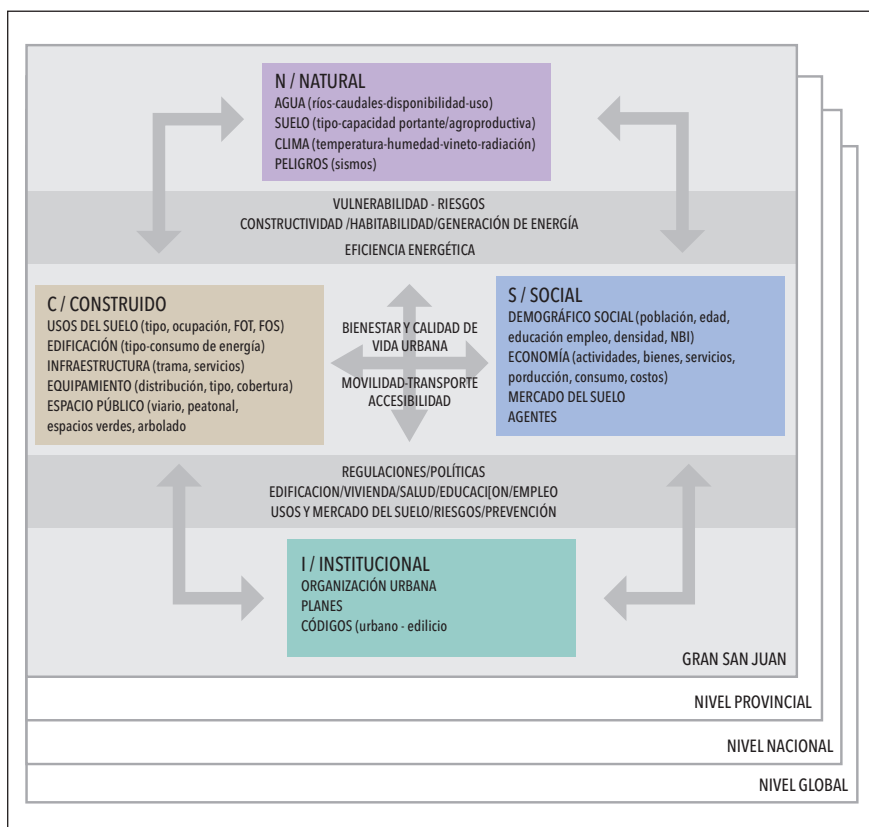 N / NATURAL
AGUA (ríos-caudales-disponibilidad-uso)
SUELO (tipo-capacidad portante/agroproductiva)
CLIMA (temperatura-humedad-vineto-radiación)
PELIGROS (sismos)
VULNERABILIDAD - RIESGOS
CONSTRUCTIVIDAD /HABITABILIDAD/GENERACIÓN DE ENERGÍA
EFICIENCIA ENERGÉTICA
C / CONSTRUIDO
USOS DEL SUELO (tipo, ocupación, FOT, FOS)
EDIFICACIÓN (tipo-consumo de energía)
INFRAESTRUCTURA (trama, servicios)
EQUIPAMIENTO (distribución, tipo, cobertura)
ESPACIO PÚBLICO (viario, peatonal,
espacios verdes, arbolado
BIENESTAR Y CALIDAD DE
VIDA URBANA
MOVILIDAD-TRANSPORTE
ACCESIBILIDAD
S / SOCIAL
DEMOGRÁFICO SOCIAL (población, edad,
educación empleo, densidad, NBI)
ECONOMÍA (actividades, bienes, servicios,
porducción, consumo, costos)
MERCADO DEL SUELO
AGENTES
REGULACIONES/POLÍTICAS
EDIFICACION/VIVIENDA/SALUD/EDUCACI[ON/EMPLEO
USOS Y MERCADO DEL SUELO/RIESGOS/PREVENCIÓN
I / INSTITUCIONAL
ORGANIZACIÓN URBANA
PLANES
CÓDIGOS (urbano - edilicio
GRAN SAN JUAN
NIVEL PROVINCIAL
NIVEL NACIONAL
NIVEL GLOBAL